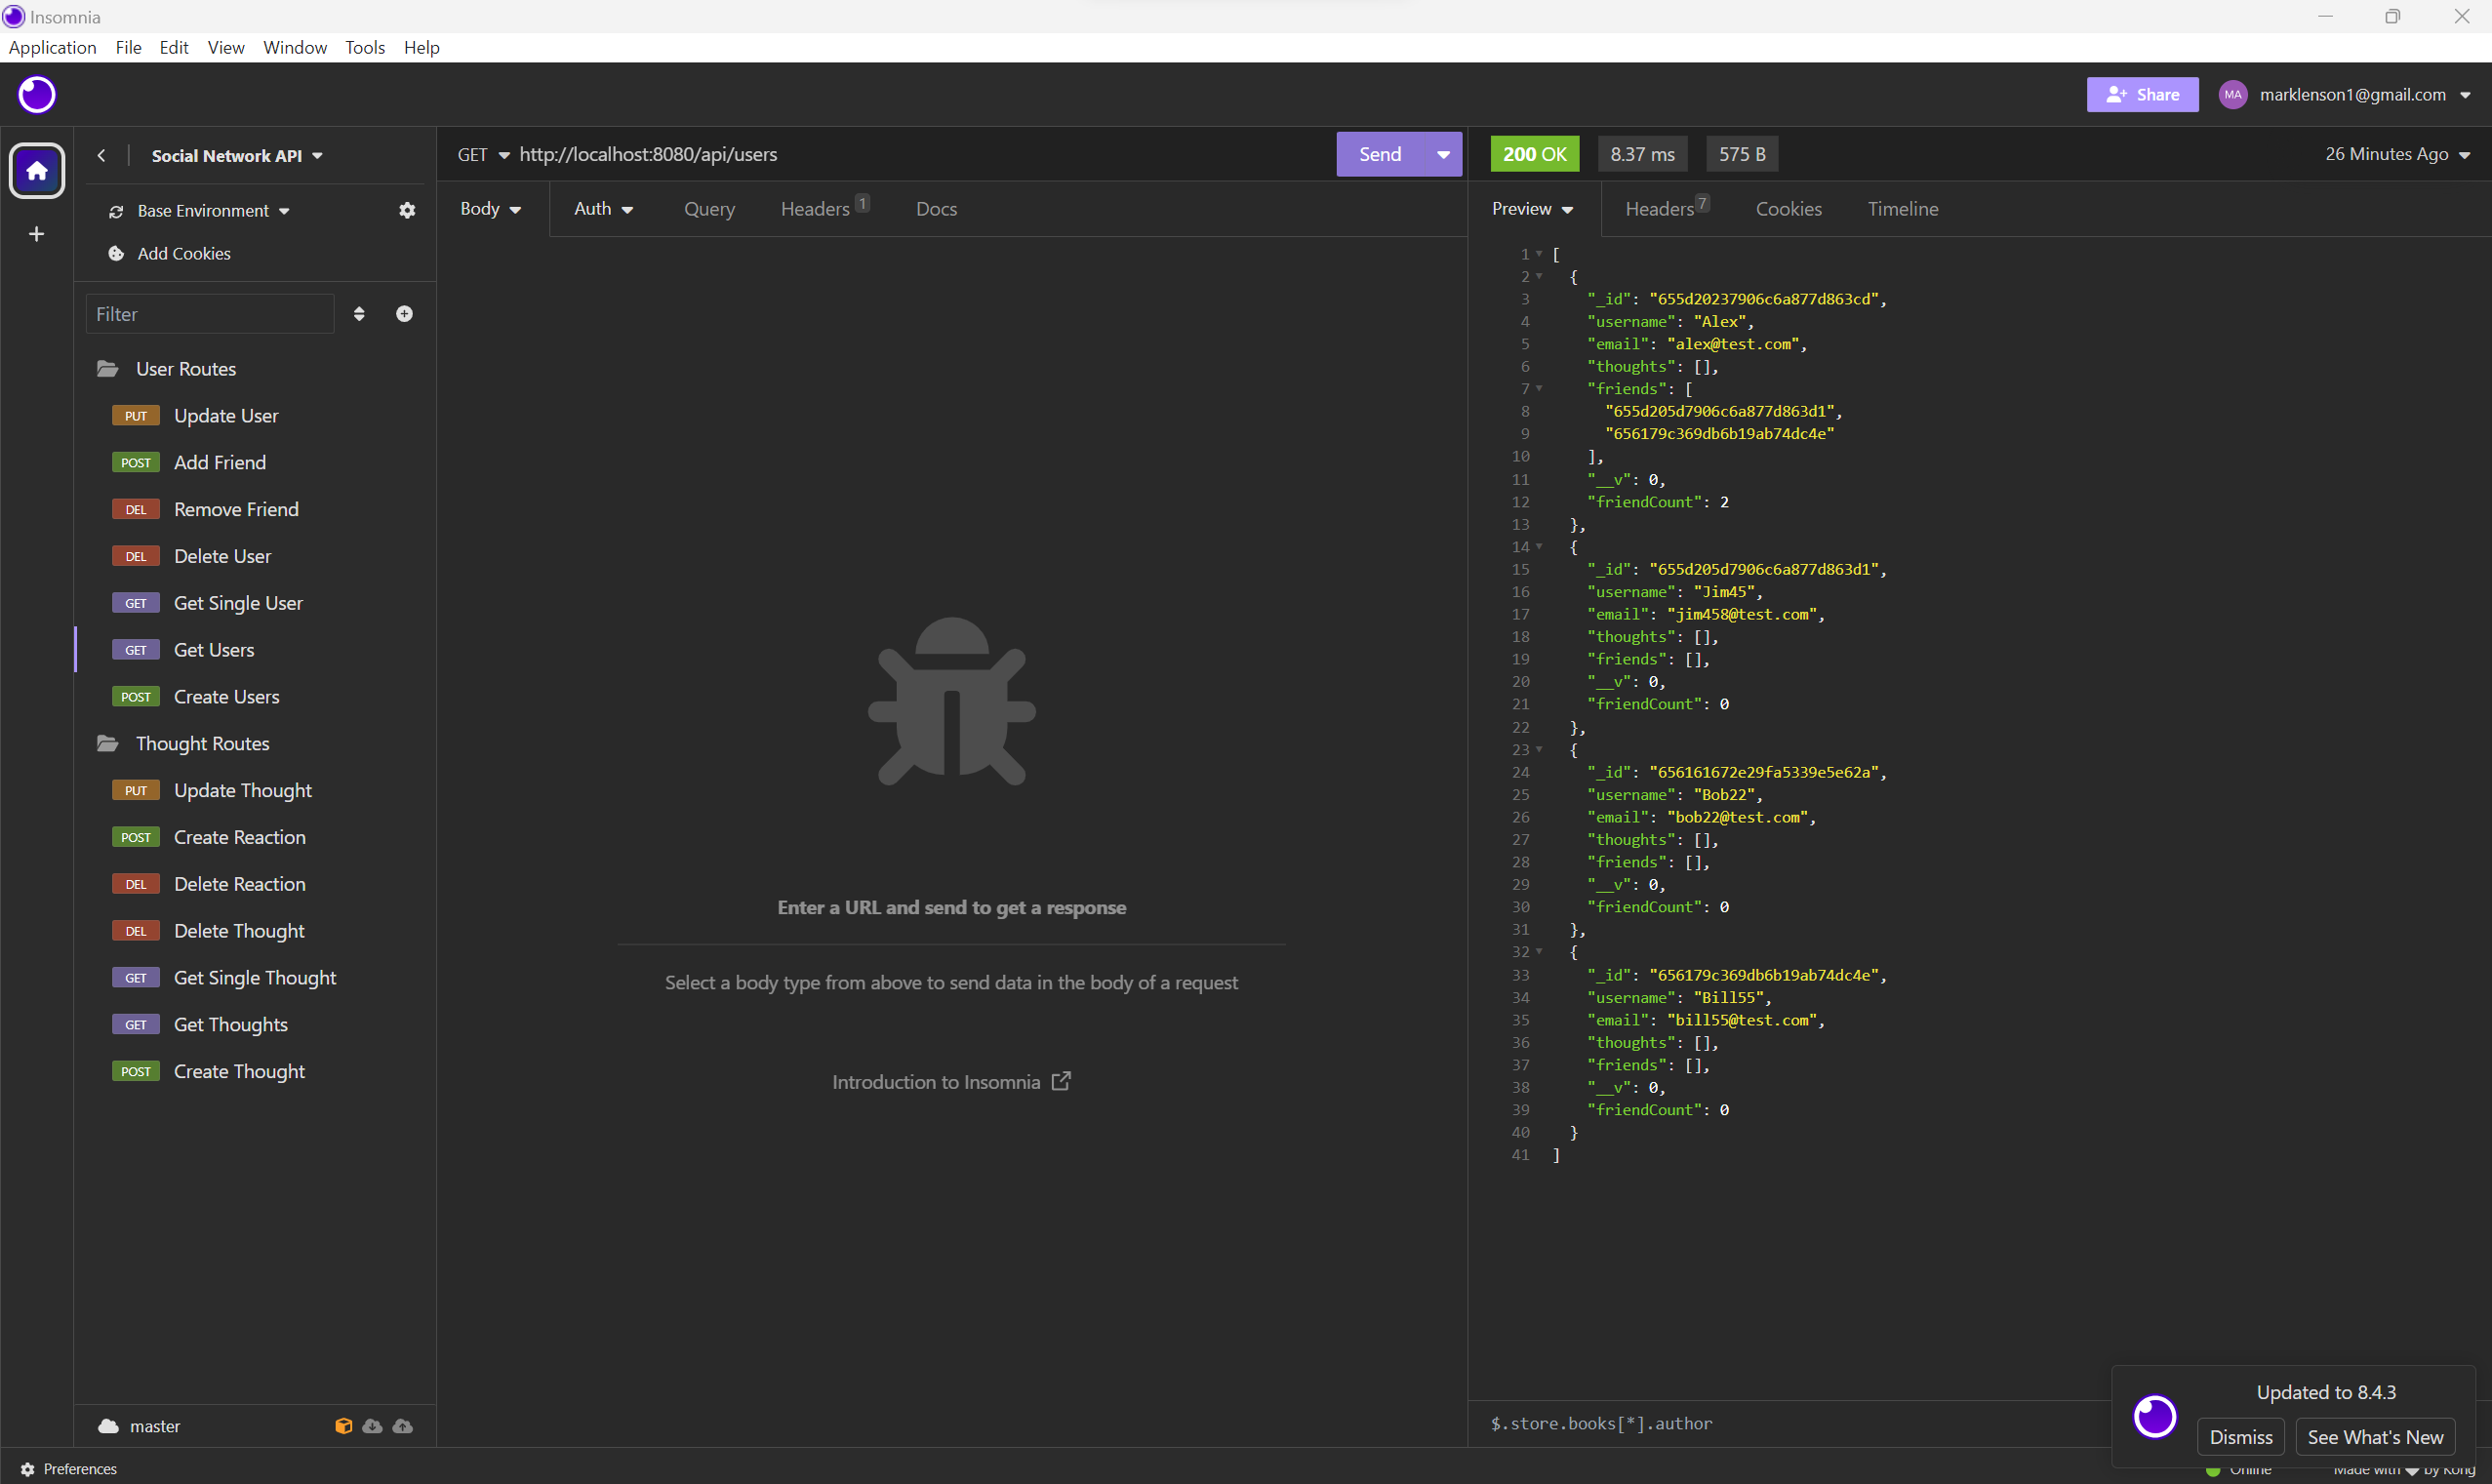 Insomnia
Application File Edit View Window Tools Help
Share MA marklenson1@gmail.com
Social Network API
Base Environment
Add Cookies
Filter
User Routes
PUT Update User
POST Add Friend
DEL Remove Friend
DEL Delete User
GET Get Single User
GET Get Users
POST Create Users
Thought Routes
PUT Update Thought
POST Create Reaction
DEL Delete Reaction
DEL Delete Thought
GET Get Single Thought
GET Get Thoughts
POST Create Thought
master
Preferences
GET http://localhost:8080/api/users Send
Body Auth Query Headers 1 Docs
Enter a URL and send to get a response
Select a body type from above to send data in the body of a request
Introduction to Insomnia
200 OK 8.37 ms 575 B 26 Minutes Ago
Preview Headers 7 Cookies Timeline
1 [
2 {
3 "_id": "655d20237906c6a877d863cd",
4 "username": "Alex",
5 "email": "alex@test.com",
6 "thoughts": [],
7 "friends": [
8 "655d205d7906c6a877d863d1",
9 "656179c369db6b19ab74dc4e"
10 ],
11 "__v": 0,
12 "friendCount": 2
13 },
14 {
15 "_id": "655d205d7906c6a877d863d1",
16 "username": "Jim45",
17 "email": "jim458@test.com",
18 "thoughts": [],
19 "friends": [],
20 "__v": 0,
21 "friendCount": 0
22 },
23 {
24 "_id": "656161672e29fa5339e5e62a",
25 "username": "Bob22",
26 "email": "bob22@test.com",
27 "thoughts": [],
28 "friends": [],
29 "__v": 0,
30 "friendCount": 0
31 },
32 {
33 "_id": "656179c369db6b19ab74dc4e",
34 "username": "Bill55",
35 "email": "bill55@test.com",
36 "thoughts": [],
37 "friends": [],
38 "__v": 0,
39 "friendCount": 0
40 }
41 ]
$.store.books[*].author
Updated to 8.4.3
Dismiss See What's New
Online Made with by Kong